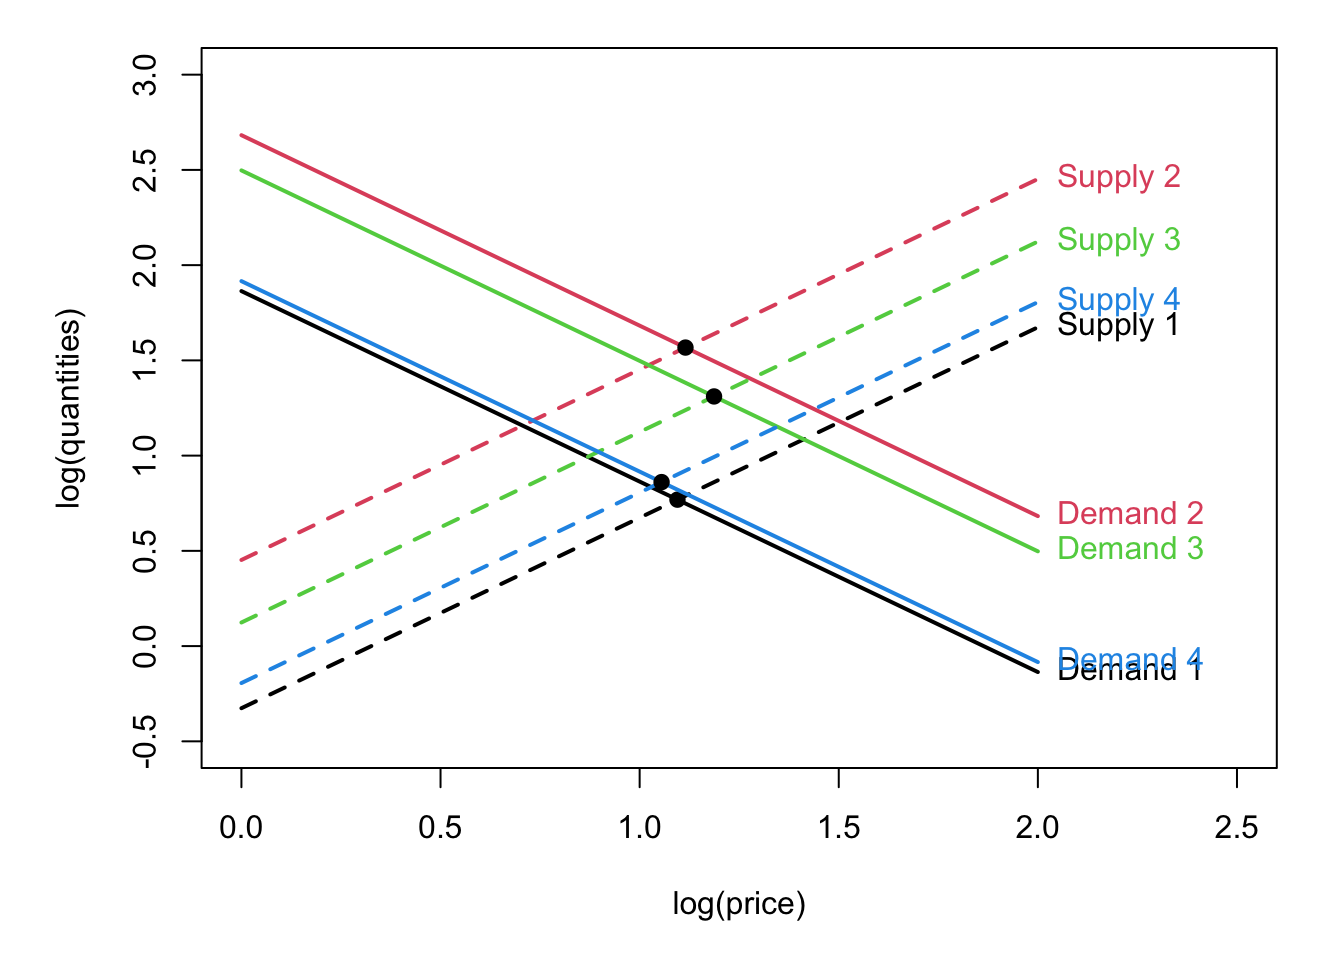 log(quantities)
3.0
2.5
2.0
1.5
1.0
0.5
0.0
-0.5
Supply 2
Supply 3
Supply 4
Supply 1
Demand 2
Demand 3
Demand 4
Demand 1
0.0 0.5 1.0 1.5 2.0 2.5
log(price)